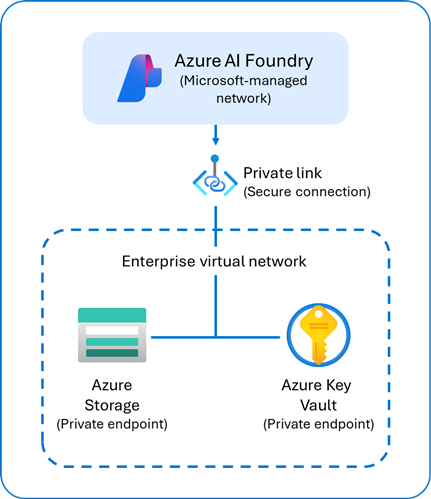 Azure AI Foundry
(Microsoft-managed
network)
Private link
(Secure connection)
Enterprise virtual network
Azure
Storage
(Private endpoint)
Azure Key
Vault
(Private endpoint)